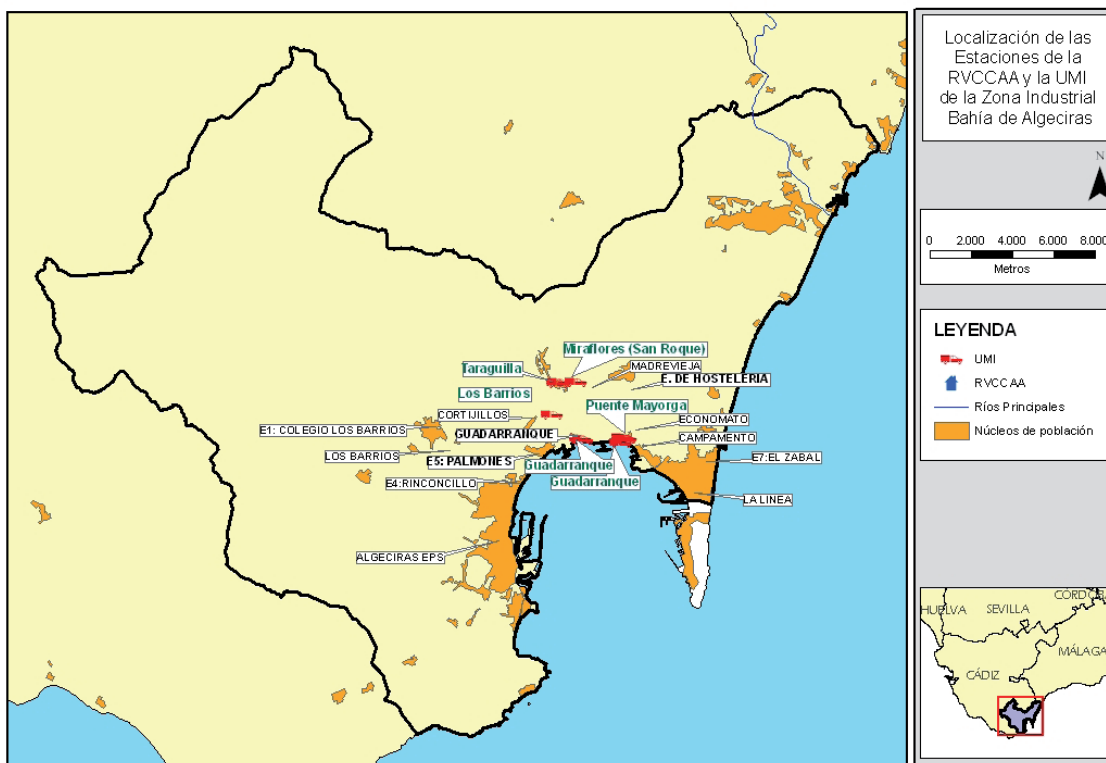 Localización de las
Estaciones de la
RVCCAA y la UMI
de la Zona Industrial
Bahía de Algeciras
N
0 2.000 4.000 6.000 8.000
Metros
LEYENDA
UMI
RVCCAA
Ríos Principales
Núcleos de población
Miraflores (San Roque)
Taraguilla
MADREVIEJA
E. DE HOSTELERIA
Los Barrios
Puente Mayorga
CORTIJILLOS
ECONOMATO
E1: COLEGIO LOS BARRIOS
GUADARRANQUE
CAMPAMENTO
LOS BARRIOS
E5: PALMONES
E7:EL ZABAL
Guadarranque
E4:RINCONCILLO
Guadarranque
LA LINEA
ALGECIRAS EPS
HUELVA
SEVILLA
CÓRDOBA
MÁLAGA
CÁDIZ